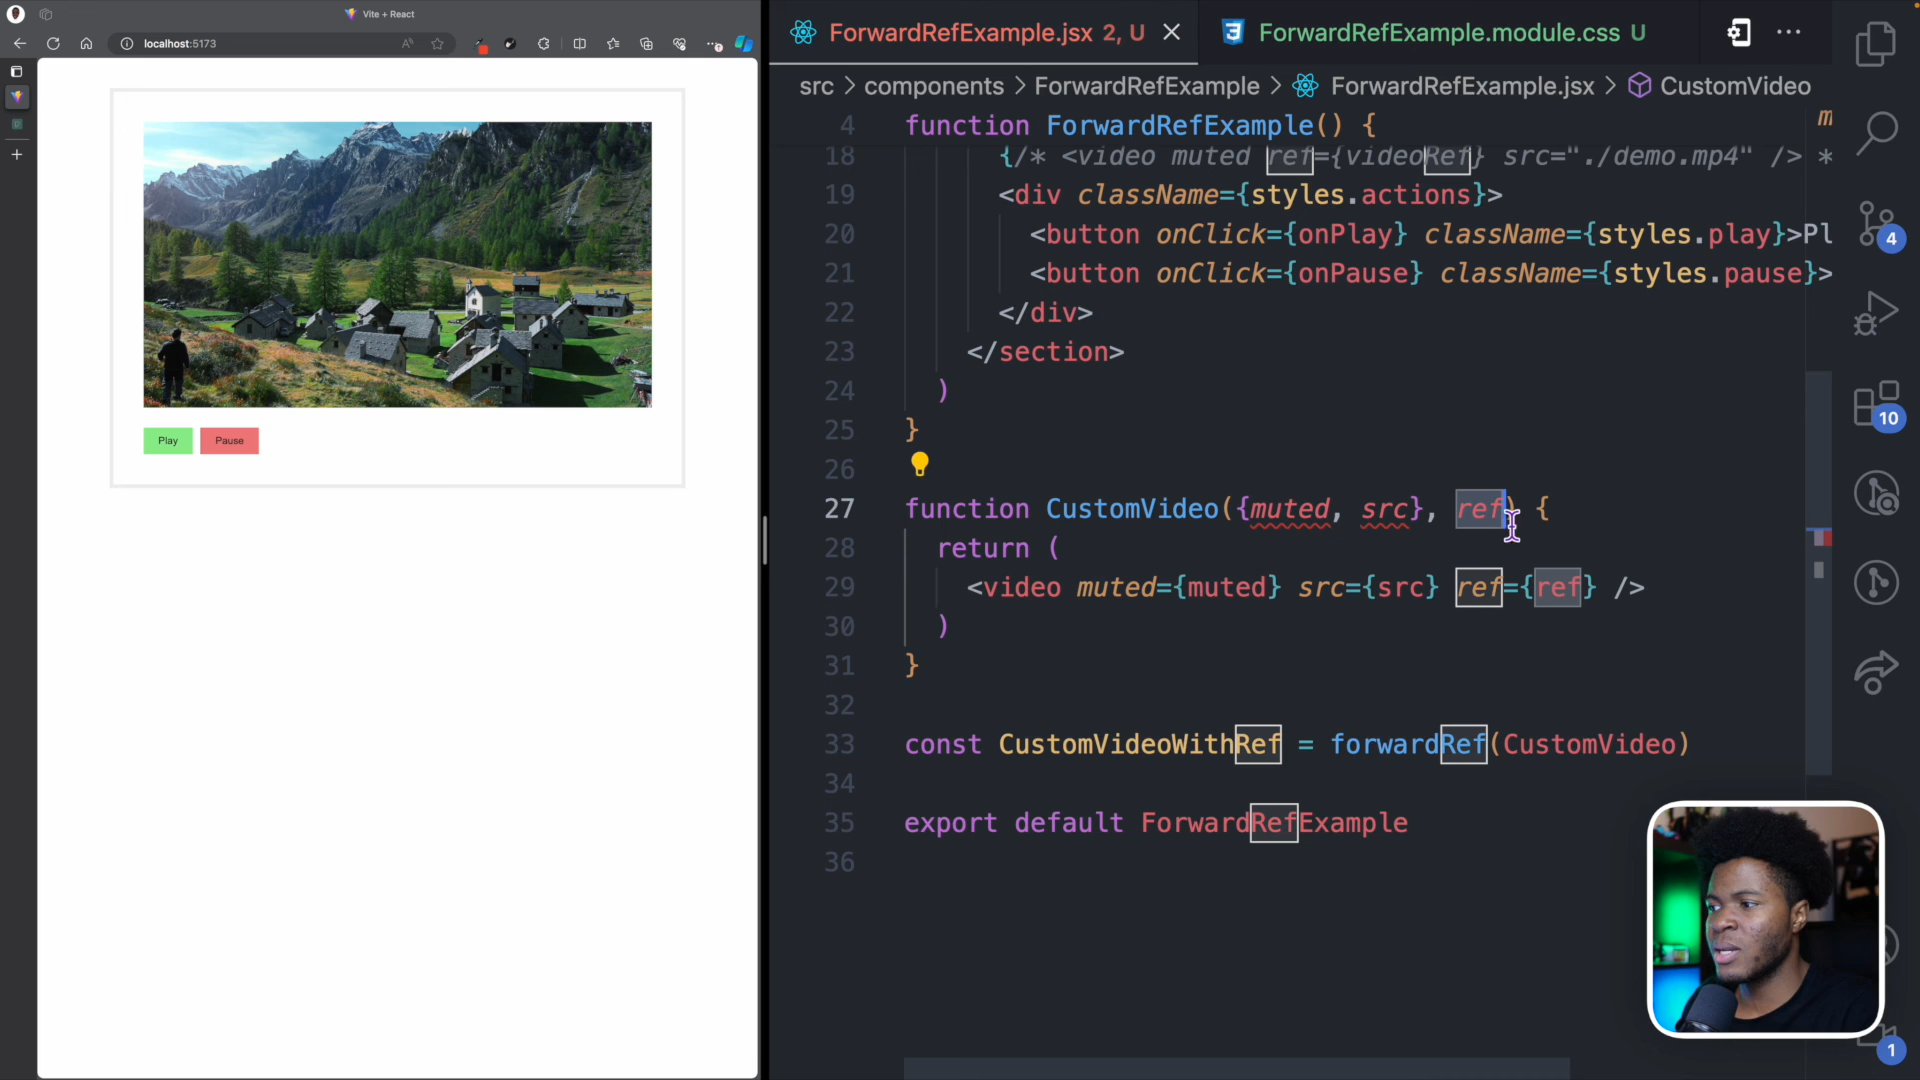 Vite + React
localhost:5173
Play
Pause
ForwardRefExample.jsx 2, U
ForwardRefExample.module.css U
src > components > ForwardRefExample > ForwardRefExample.jsx > CustomVideo
4 function ForwardRefExample() {
18 {/* <video muted ref={videoRef} src="./demo.mp4" /> *
19 <div className={styles.actions}>
20 <button onClick={onPlay} className={styles.play}>Pl
21 <button onClick={onPause} className={styles.pause}>
22 </div>
23 </section>
24 )
25 }
26
27 function CustomVideo({muted, src}, ref) {
28 return (
29 <video muted={muted} src={src} ref={ref} />
30 )
31 }
32
33 const CustomVideoWithRef = forwardRef(CustomVideo)
34
35 export default ForwardRefExample
36
4
10
1